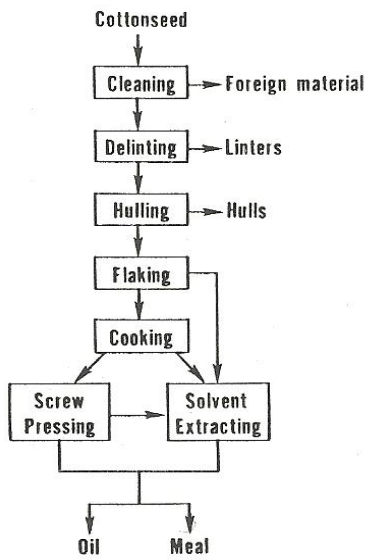 Cottonseed
Cleaning
Foreign material
Delinting
Linters
Hulling
Hulls
Flaking
Cooking
Screw
Pressing
Solvent
Extracting
Oil
Meal